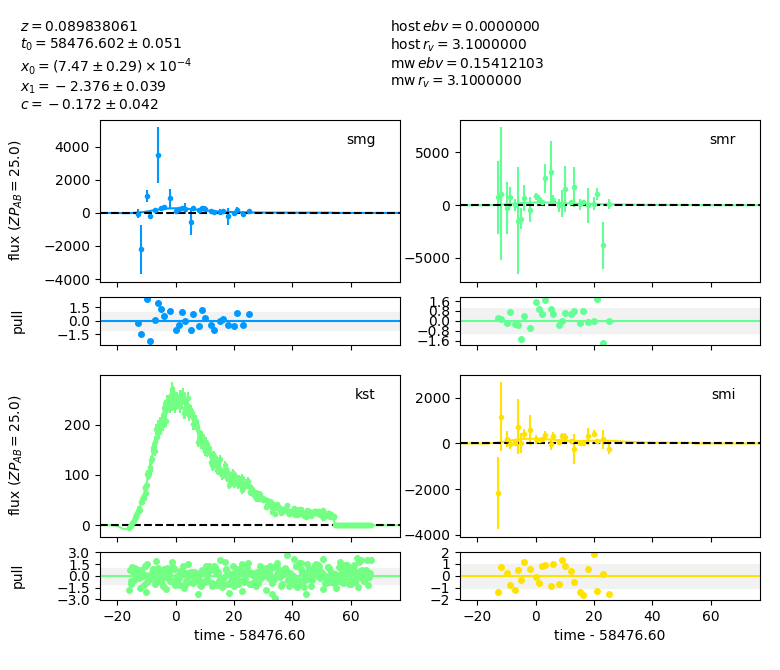 z = 0.089838061
t₀ = 58476.602 ± 0.051
x₀ = (7.47 ± 0.29) × 10⁻⁴
x₁ = −2.376 ± 0.039
c = −0.172 ± 0.042
host ebv = 0.0000000
host r_v = 3.1000000
mw ebv = 0.15412103
mw r_v = 3.1000000
flux (ZP_AB = 25.0)
4000
2000
0
−2000
−4000
smg
5000
0
−5000
smr
pull
1.5
0.0
−1.5
1.6
0.8
0.0
−0.8
−1.6
flux (ZP_AB = 25.0)
200
100
0
kst
2000
0
−2000
−4000
smi
pull
3.0
1.5
0.0
−1.5
−3.0
2
1
0
−1
−2
−20 0 20 40 60
−20 0 20 40 60
time - 58476.60
time - 58476.60